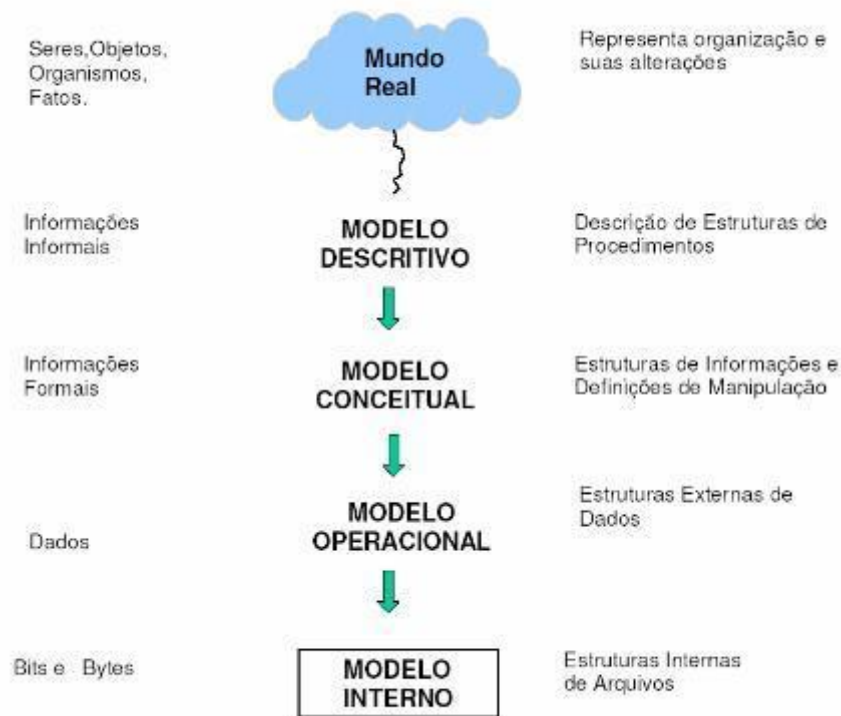 Seres,Objetos,
Organismos,
Fatos.
Mundo
Real
Representa organização e
suas alterações
Informações
Informais
MODELO
DESCRITIVO
Descrição de Estruturas de
Procedimentos
Informações
Formais
MODELO
CONCEITUAL
Estruturas de Informações e
Definições de Manipulação
Dados
MODELO
OPERACIONAL
Estruturas Externas de
Dados
Bits e Bytes
MODELO
INTERNO
Estruturas Internas
de Arquivos